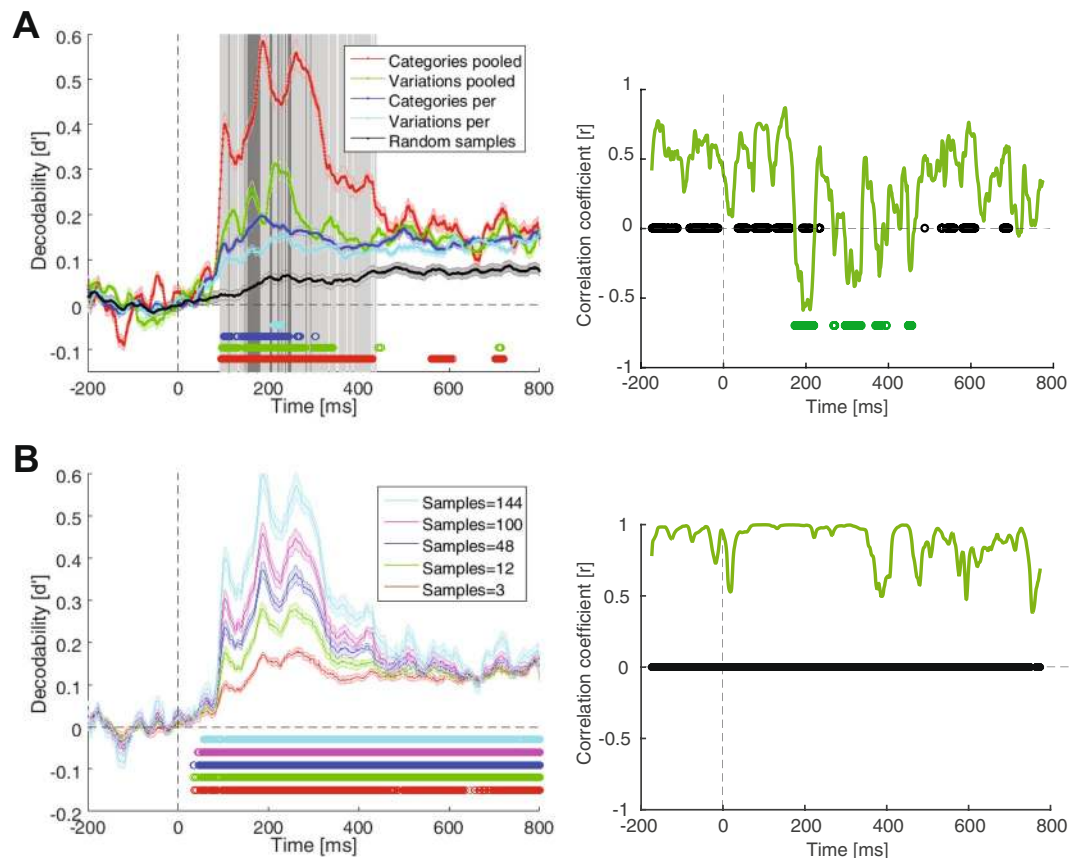 A
0.6
0.5
0.4
0.3
0.2
0.1
0
-0.1
Decodability [d']
Categories pooled
Variations pooled
Categories per
Variations per
Random samples
-200 0 200 400 600 800
Time [ms]
1
0.5
0
-0.5
-1
Correlation coefficient [r]
-200 0 200 400 600 800
Time [ms]
B
0.6
0.5
0.4
0.3
0.2
0.1
0
-0.1
-0.2
Decodability [d']
Samples=144
Samples=100
Samples=48
Samples=12
Samples=3
-200 0 200 400 600 800
Time [ms]
1
0.5
0
-0.5
-1
Correlation coefficient [r]
-200 0 200 400 600 800
Time [ms]